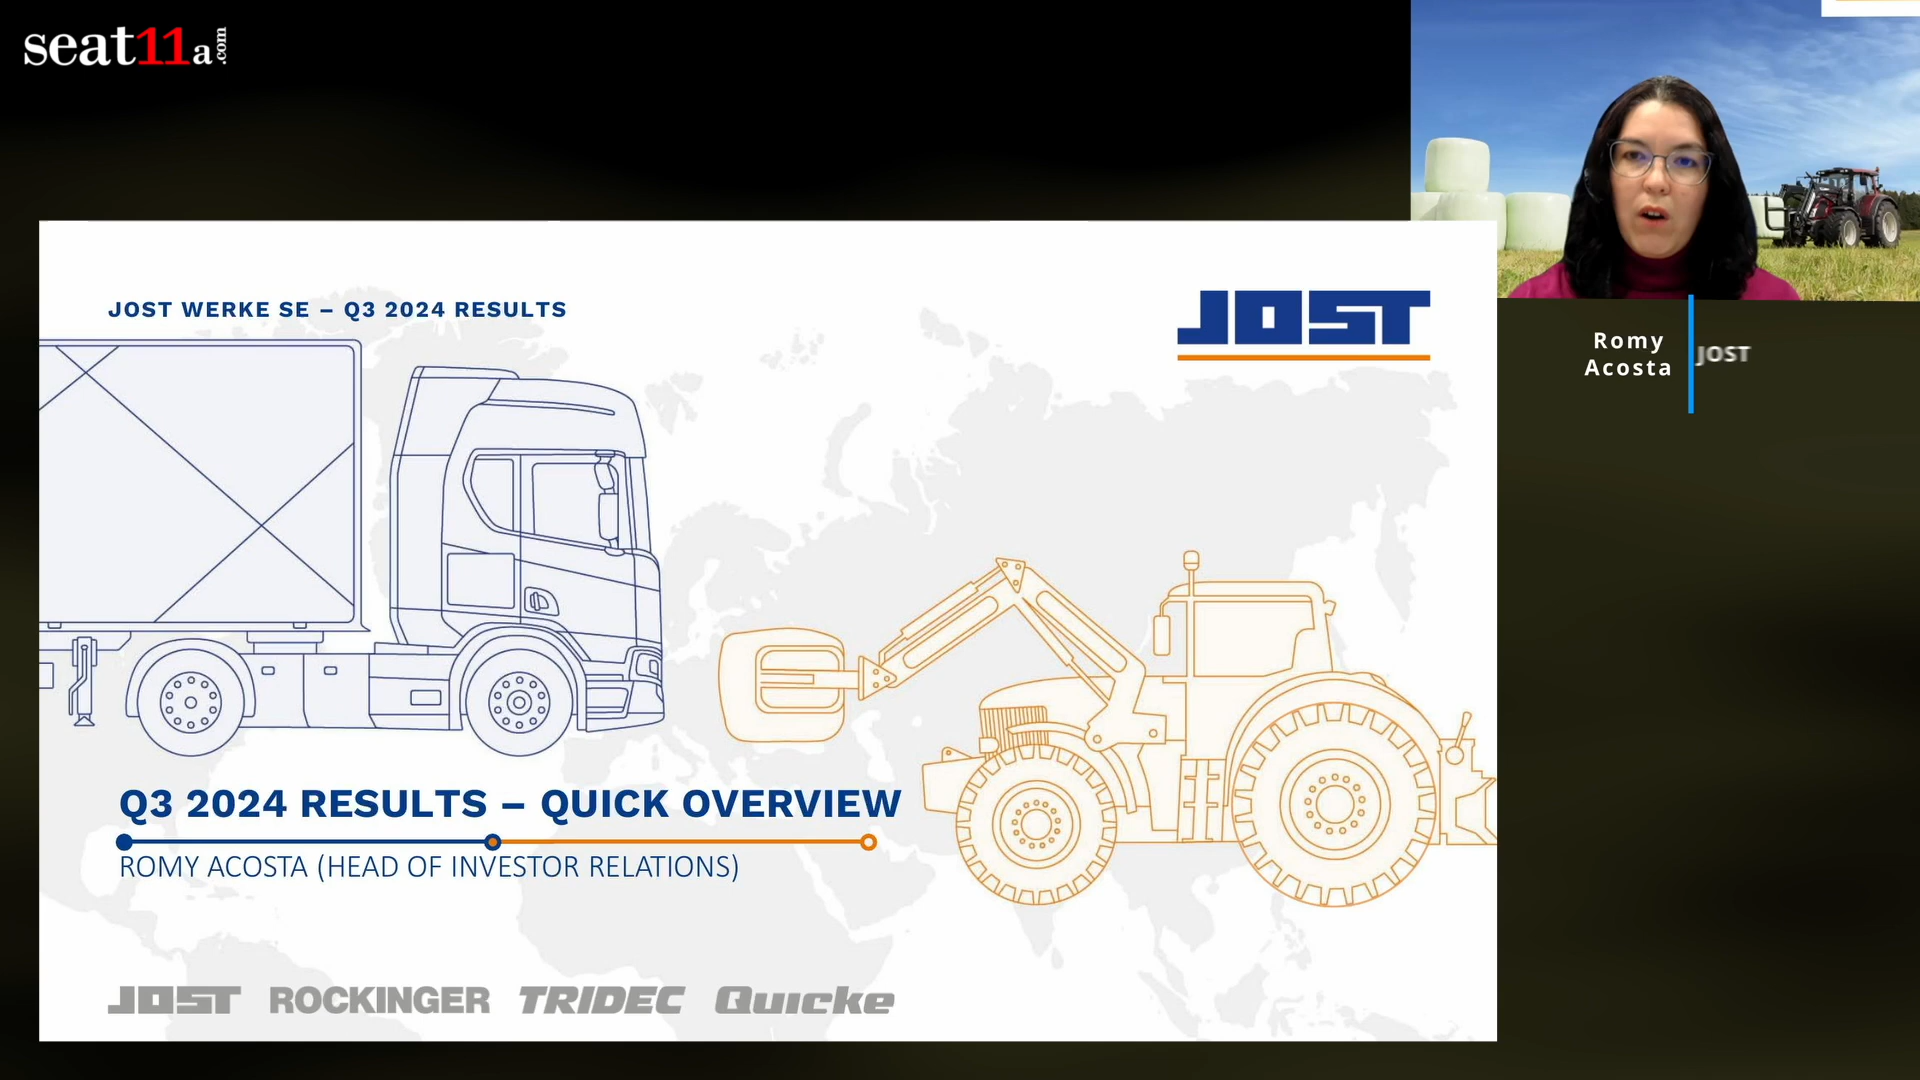 seat11a.com
JOST WERKE SE – Q3 2024 RESULTS
JOST
Romy
Acosta
JOST
Q3 2024 RESULTS – QUICK OVERVIEW
ROMY ACOSTA (HEAD OF INVESTOR RELATIONS)
JOST ROCKINGER TRIDEC Quicke